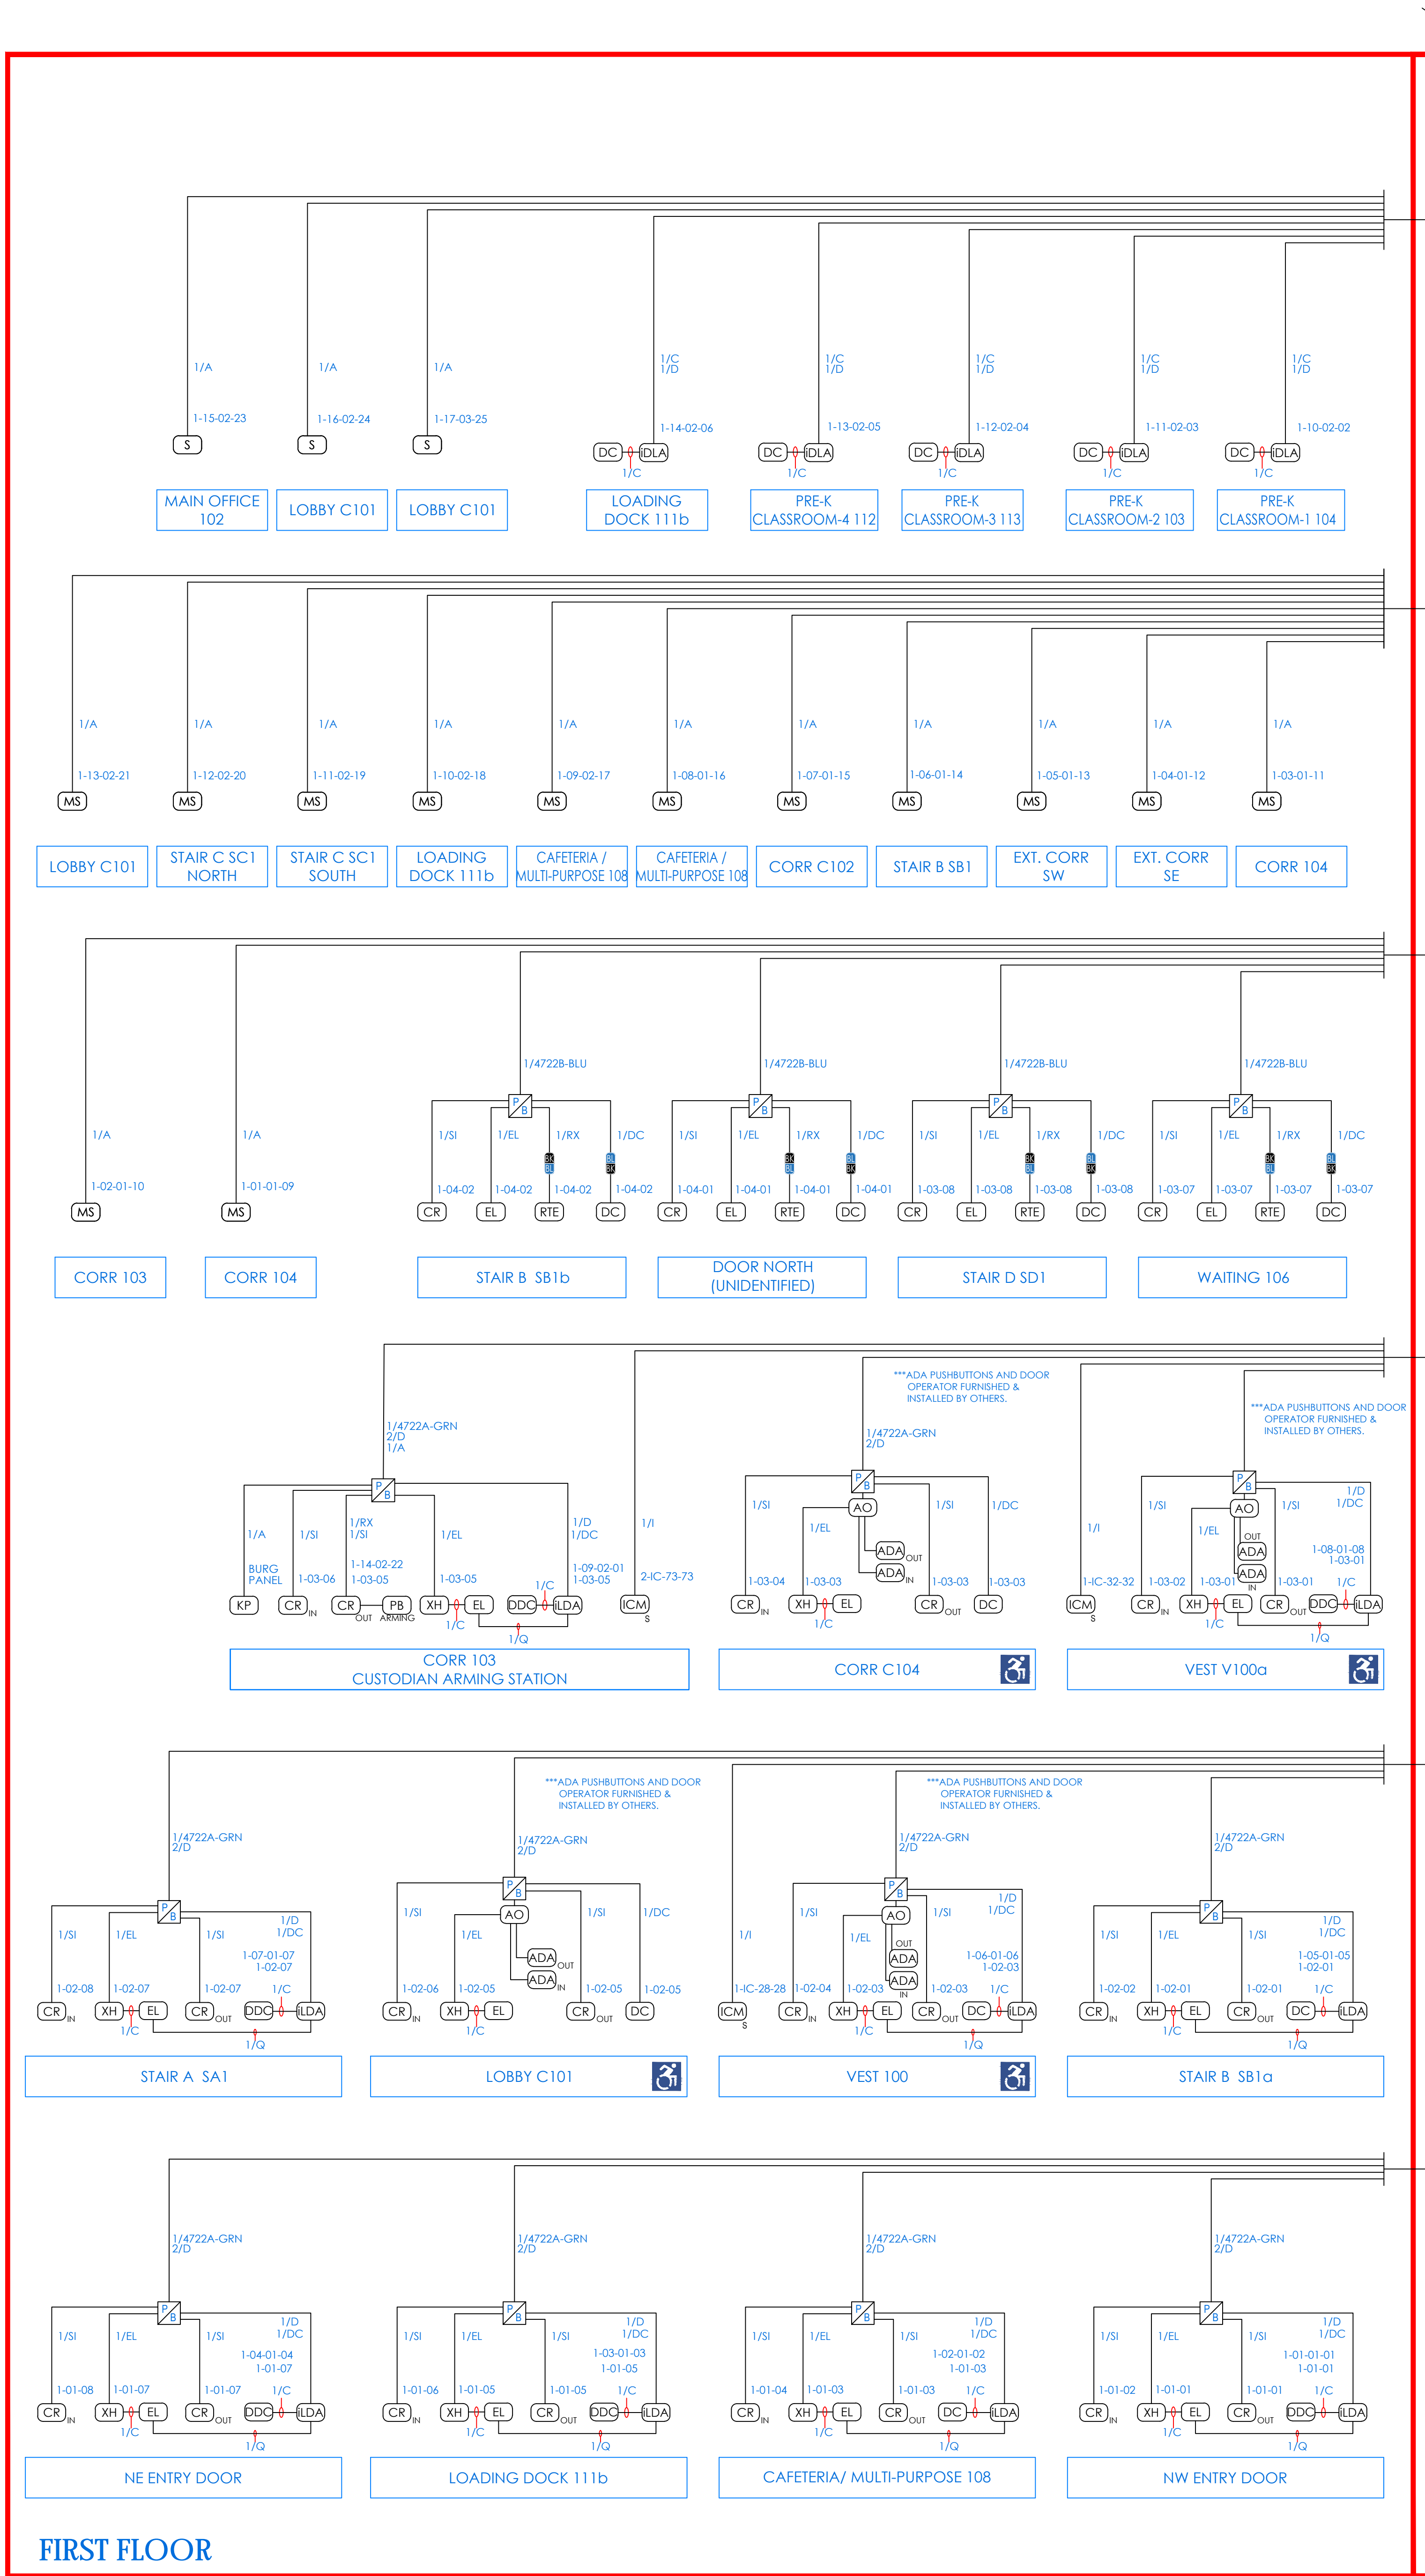 1/A
1/A
1/A
1/C
1/D
1/C
1/D
1/C
1/D
1/C
1/D
1/C
1/D
1-15-02-23
1-16-02-24
1-17-03-25
1-14-02-06
1-13-02-05
1-12-02-04
1-11-02-03
1-10-02-02
S
S
S
DC iDLA
DC iDLA
DC iDLA
DC iDLA
DC iDLA
1/C
1/C
1/C
1/C
1/C
MAIN OFFICE
102
LOBBY C101
LOBBY C101
LOADING
DOCK 111b
PRE-K
CLASSROOM-4 112
PRE-K
CLASSROOM-3 113
PRE-K
CLASSROOM-2 103
PRE-K
CLASSROOM-1 104
1/A
1/A
1/A
1/A
1/A
1/A
1/A
1/A
1/A
1/A
1/A
1-13-02-21
1-12-02-20
1-11-02-19
1-10-02-18
1-09-02-17
1-08-01-16
1-07-01-15
1-06-01-14
1-05-01-13
1-04-01-12
1-03-01-11
MS
MS
MS
MS
MS
MS
MS
MS
MS
MS
MS
LOBBY C101
STAIR C SC1
NORTH
STAIR C SC1
SOUTH
LOADING
DOCK 111b
CAFETERIA /
MULTI-PURPOSE 108
CAFETERIA /
MULTI-PURPOSE 108
CORR C102
STAIR B SB1
EXT. CORR
SW
EXT. CORR
SE
CORR 104
1/A
1-02-01-10
MS
CORR 103
1/A
1-01-01-09
MS
CORR 104
1/4722B-BLU
P
B
1/SI 1/EL 1/RX 1/DC
BK BL
BL BK
1-04-02 1-04-02 1-04-02 1-04-02
CR EL RTE DC
STAIR B SB1b
1/4722B-BLU
P
B
1/SI 1/EL 1/RX 1/DC
BK BL
BL BK
1-04-01 1-04-01 1-04-01 1-04-01
CR EL RTE DC
DOOR NORTH
(UNIDENTIFIED)
1/4722B-BLU
P
B
1/SI 1/EL 1/RX 1/DC
BK BL
BL BK
1-03-08 1-03-08 1-03-08 1-03-08
CR EL RTE DC
STAIR D SD1
1/4722B-BLU
P
B
1/SI 1/EL 1/RX 1/DC
BK BL
BL BK
1-03-07 1-03-07 1-03-07 1-03-07
CR EL RTE DC
WAITING 106
1/4722A-GRN
2/D
1/A
P
B
1/RX 1/D
1/A 1/SI 1/SI 1/EL 1/DC
BURG 1-14-02-22 1-09-02-01
PANEL 1-03-06 1-03-05 1-03-05 1/C 1-03-05
KP CR IN CR OUT PB ARMING XH EL DDC iLDA
1/C
1/Q
1/I
2-IC-73-73
ICM
S
CORR 103
CUSTODIAN ARMING STATION
***ADA PUSHBUTTONS AND DOOR
OPERATOR FURNISHED &
INSTALLED BY OTHERS.
1/4722A-GRN
2/D
P
B
AO
1/SI 1/EL 1/SI 1/DC
ADA OUT
ADA IN
1-03-04 1-03-03 1-03-03 1-03-03
CR IN XH EL CR OUT DC
1/C
CORR C104
***ADA PUSHBUTTONS AND DOOR
OPERATOR FURNISHED &
INSTALLED BY OTHERS.
P
B
AO
1/D
1/DC
1/I 1/SI 1/EL 1/SI
OUT
ADA
ADA
IN
1-08-01-08
1-03-01
1-IC-32-32 1-03-02 1-03-01 1-03-01 1/C
ICM S CR IN XH EL CR OUT DDC iLDA
1/C
1/Q
VEST V100a
1/4722A-GRN
2/D
P
B
1/SI 1/EL 1/SI 1/D
1/DC
1-07-01-07
1-02-07
1-02-08 1-02-07 1-02-07 1/C
CR IN XH EL CR OUT DDC iLDA
1/C
1/Q
STAIR A SA1
***ADA PUSHBUTTONS AND DOOR
OPERATOR FURNISHED &
INSTALLED BY OTHERS.
1/4722A-GRN
2/D
P
B
AO
1/SI 1/EL 1/SI 1/DC
ADA OUT
ADA IN
1-02-06 1-02-05 1-02-05 1-02-05
CR IN XH EL CR OUT DC
1/C
LOBBY C101
***ADA PUSHBUTTONS AND DOOR
OPERATOR FURNISHED &
INSTALLED BY OTHERS.
1/4722A-GRN
2/D
P
B
AO
1/D
1/DC
1/I 1/SI 1/EL 1/SI
OUT
ADA
ADA
IN
1-06-01-06
1-02-03
1-IC-28-28 1-02-04 1-02-03 1-02-03 1/C
ICM S CR IN XH EL CR OUT DC iLDA
1/C
1/Q
VEST 100
1/4722A-GRN
2/D
P
B
1/SI 1/EL 1/SI 1/D
1/DC
1-05-01-05
1-02-01
1-02-02 1-02-01 1-02-01 1/C
CR IN XH EL CR OUT DC iLDA
1/C
1/Q
STAIR B SB1a
1/4722A-GRN
2/D
P
B
1/SI 1/EL 1/SI 1/D
1/DC
1-04-01-04
1-01-07
1-01-08 1-01-07 1-01-07 1/C
CR IN XH EL CR OUT DDC iLDA
1/C
1/Q
NE ENTRY DOOR
1/4722A-GRN
2/D
P
B
1/SI 1/EL 1/SI 1/D
1/DC
1-03-01-03
1-01-05
1-01-06 1-01-05 1-01-05 1/C
CR IN XH EL CR OUT DDC iLDA
1/C
1/Q
LOADING DOCK 111b
1/4722A-GRN
2/D
P
B
1/SI 1/EL 1/SI 1/D
1/DC
1-02-01-02
1-01-03
1-01-04 1-01-03 1-01-03 1/C
CR IN XH EL CR OUT DC iLDA
1/C
1/Q
CAFETERIA/ MULTI-PURPOSE 108
1/4722A-GRN
2/D
P
B
1/SI 1/EL 1/SI 1/D
1/DC
1-01-01-01
1-01-01
1-01-02 1-01-01 1-01-01 1/C
CR IN XH EL CR OUT DDC iLDA
1/C
1/Q
NW ENTRY DOOR
FIRST FLOOR